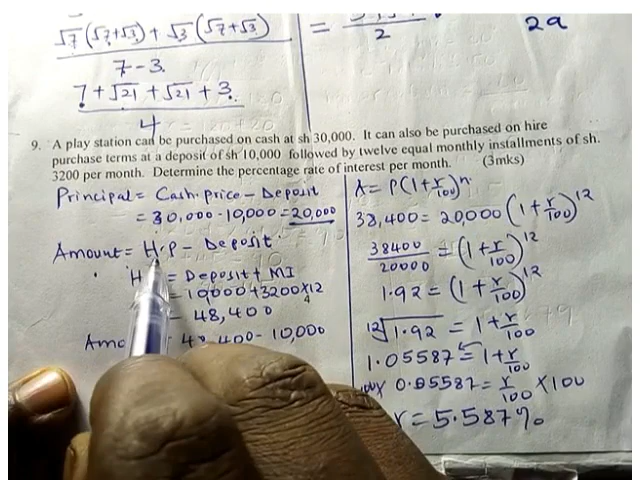 √7(√7+√3) + √3(√7+√3)
7-3
=
2
2a
7+√21 +√21 + 3
4
9. A play station can be purchased on cash at sh 30,000. It can also be purchased on hire
purchase terms at a deposit of sh 10,000 followed by twelve equal monthly installments of sh.
3200 per month. Determine the percentage rate of interest per month. (3mks)
Principal = Cash.price - Deposit
= 30,000 - 10,000 = 20,000
Amount = H.P - Deposit
H = Deposit + MI
= 10000 + 3200 x 12
= 48,400
= 48,400 - 10,000
A = P(1 + r/100)ⁿ
38,400 = 20,000 (1 + r/100)¹²
38400/20000 = (1 + r/100)¹²
1.92 = (1 + r/100)¹²
¹²√1.92 = 1 + r/100
1.05587 = 1 + r/100
100 x 0.05587 = r/100 x 100
r = 5.587%